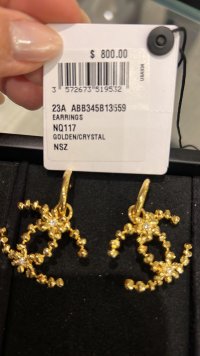 $ 800.00
3 572673 519532
23A ABB345B13559
EARRINGS
NQ117
GOLDEN/CRYSTAL
NSZ